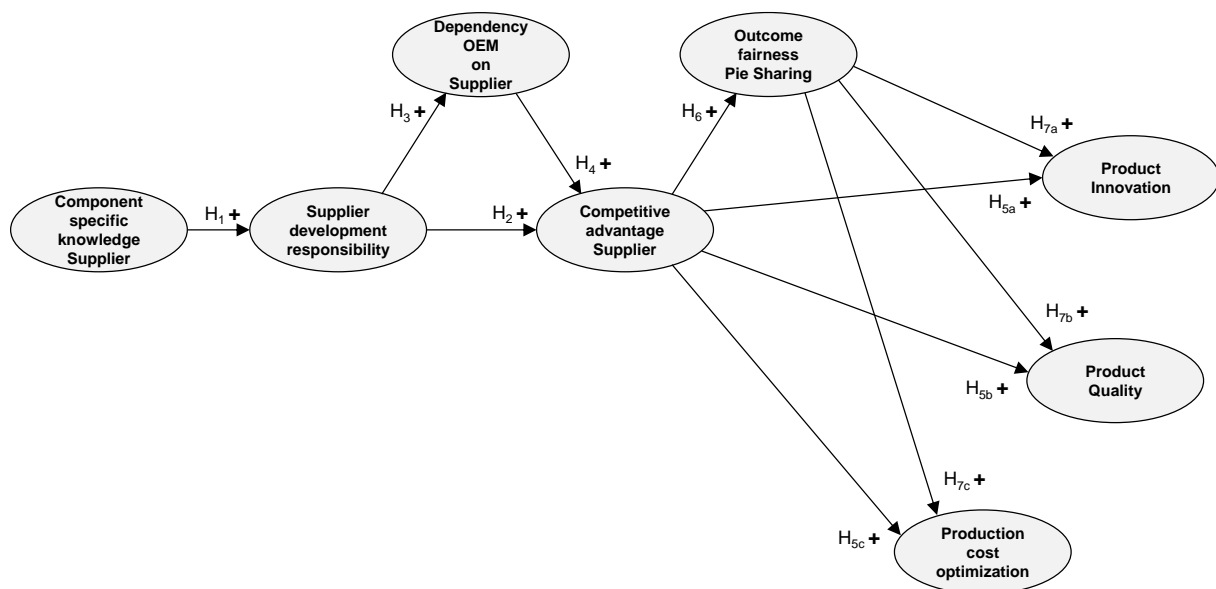 Dependency
OEM
on
Supplier
Outcome
fairness
Pie Sharing
H3 +
H6 +
H7a +
H4 +
Product
Innovation
Component
specific
knowledge
Supplier
H1 +
Supplier
development
responsibility
H2 +
Competitive
advantage
Supplier
H5a +
H7b +
Product
Quality
H5b +
H7c +
H5c +
Production
cost
optimization